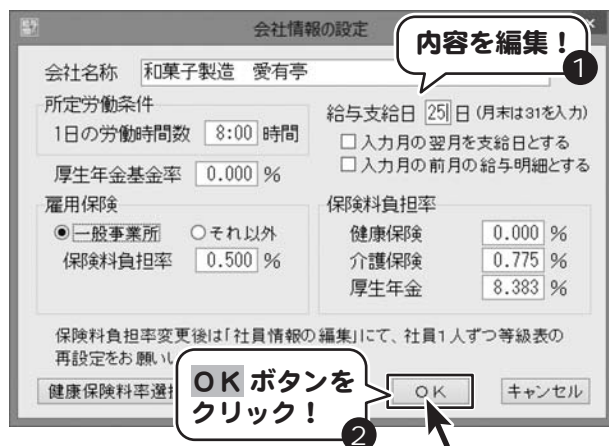 会社情報の設定
内容を編集！
1
会社名称 和菓子製造 愛有亭
所定労働条件
1日の労働時間数 8:00 時間
給与支給日 25 日 (月末は31を入力)
入力月の翌月を支給日とする
入力月の前月の給与明細とする
厚生年金基金率 0.000 %
雇用保険
一般事業所 それ以外
保険料負担率 0.500 %
保険料負担率
健康保険 0.000 %
介護保険 0.775 %
厚生年金 8.383 %
保険料負担率変更後は「社員情報の編集」にて、社員1人ずつ等級表の
再設定をお願いし
健康保険料率選択
OK ボタンを
クリック！
2
OK
キャンセル